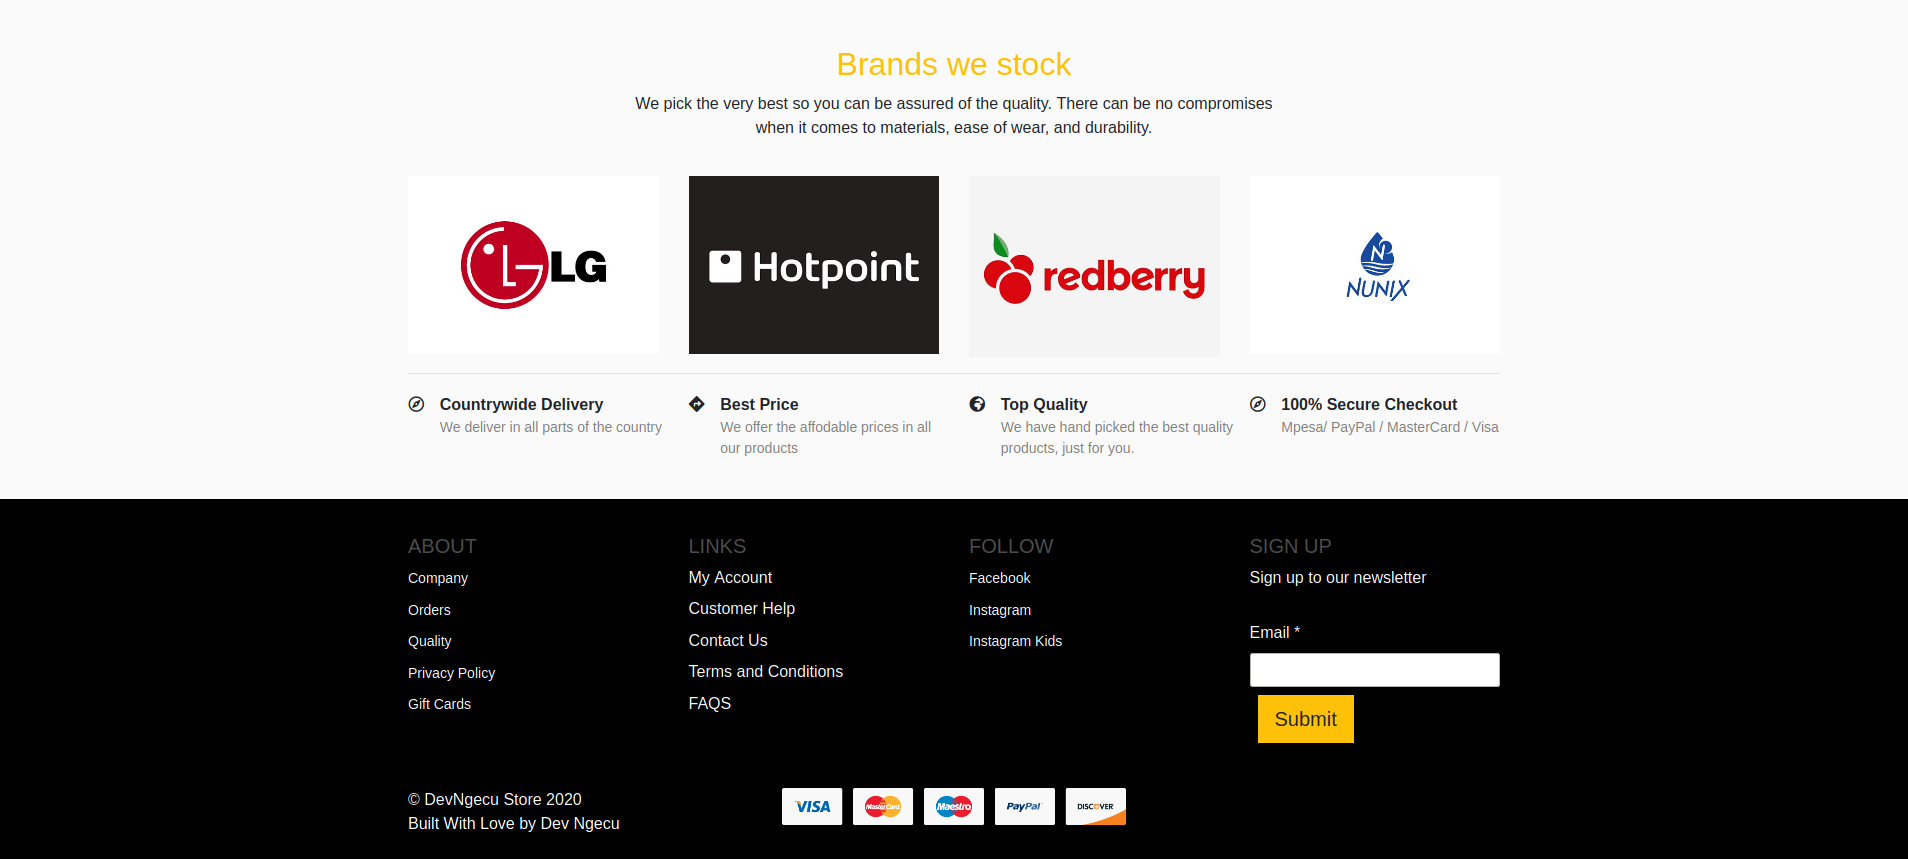 Brands we stock
We pick the very best so you can be assured of the quality. There can be no compromises
when it comes to materials, ease of wear, and durability.
LG
Hotpoint
redberry
NUNIX
Countrywide Delivery
We deliver in all parts of the country
Best Price
We offer the affodable prices in all
our products
Top Quality
We have hand picked the best quality
products, just for you.
100% Secure Checkout
Mpesa/ PayPal / MasterCard / Visa
ABOUT
Company
Orders
Quality
Privacy Policy
Gift Cards
LINKS
My Account
Customer Help
Contact Us
Terms and Conditions
FAQS
FOLLOW
Facebook
Instagram
Instagram Kids
SIGN UP
Sign up to our newsletter
Email *
Submit
© DevNgecu Store 2020
Built With Love by Dev Ngecu
VISA
MasterCard
Maestro
PayPal
DISCOVER